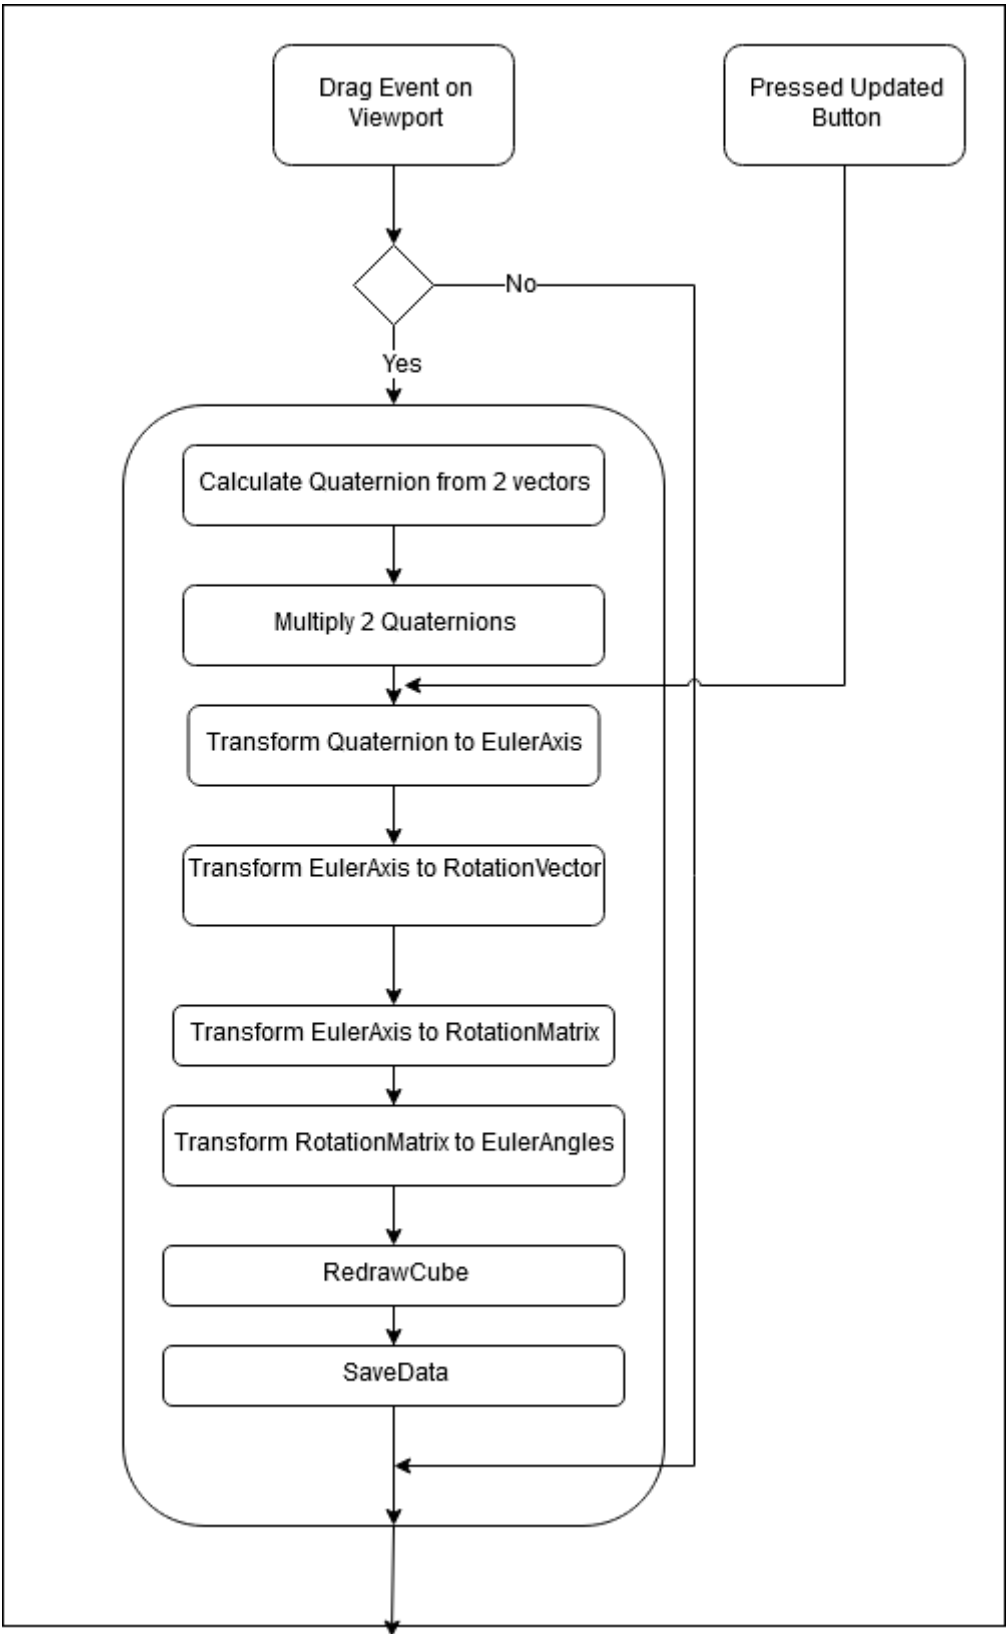 Drag Event on
Viewport
Pressed Updated
Button
No
Yes
Calculate Quaternion from 2 vectors
Multiply 2 Quaternions
Transform Quaternion to EulerAxis
Transform EulerAxis to RotationVector
Transform EulerAxis to RotationMatrix
Transform RotationMatrix to EulerAngles
RedrawCube
SaveData